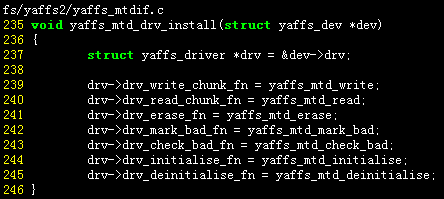 fs/yaffs2/yaffs_mtdif.c
235 void yaffs_mtd_drv_install(struct yaffs_dev *dev)
236 {
237         struct yaffs_driver *drv = &dev->drv;
238
239         drv->drv_write_chunk_fn = yaffs_mtd_write;
240         drv->drv_read_chunk_fn = yaffs_mtd_read;
241         drv->drv_erase_fn = yaffs_mtd_erase;
242         drv->drv_mark_bad_fn = yaffs_mtd_mark_bad;
243         drv->drv_check_bad_fn = yaffs_mtd_check_bad;
244         drv->drv_initialise_fn = yaffs_mtd_initialise;
245         drv->drv_deinitialise_fn = yaffs_mtd_deinitialise;
246 }